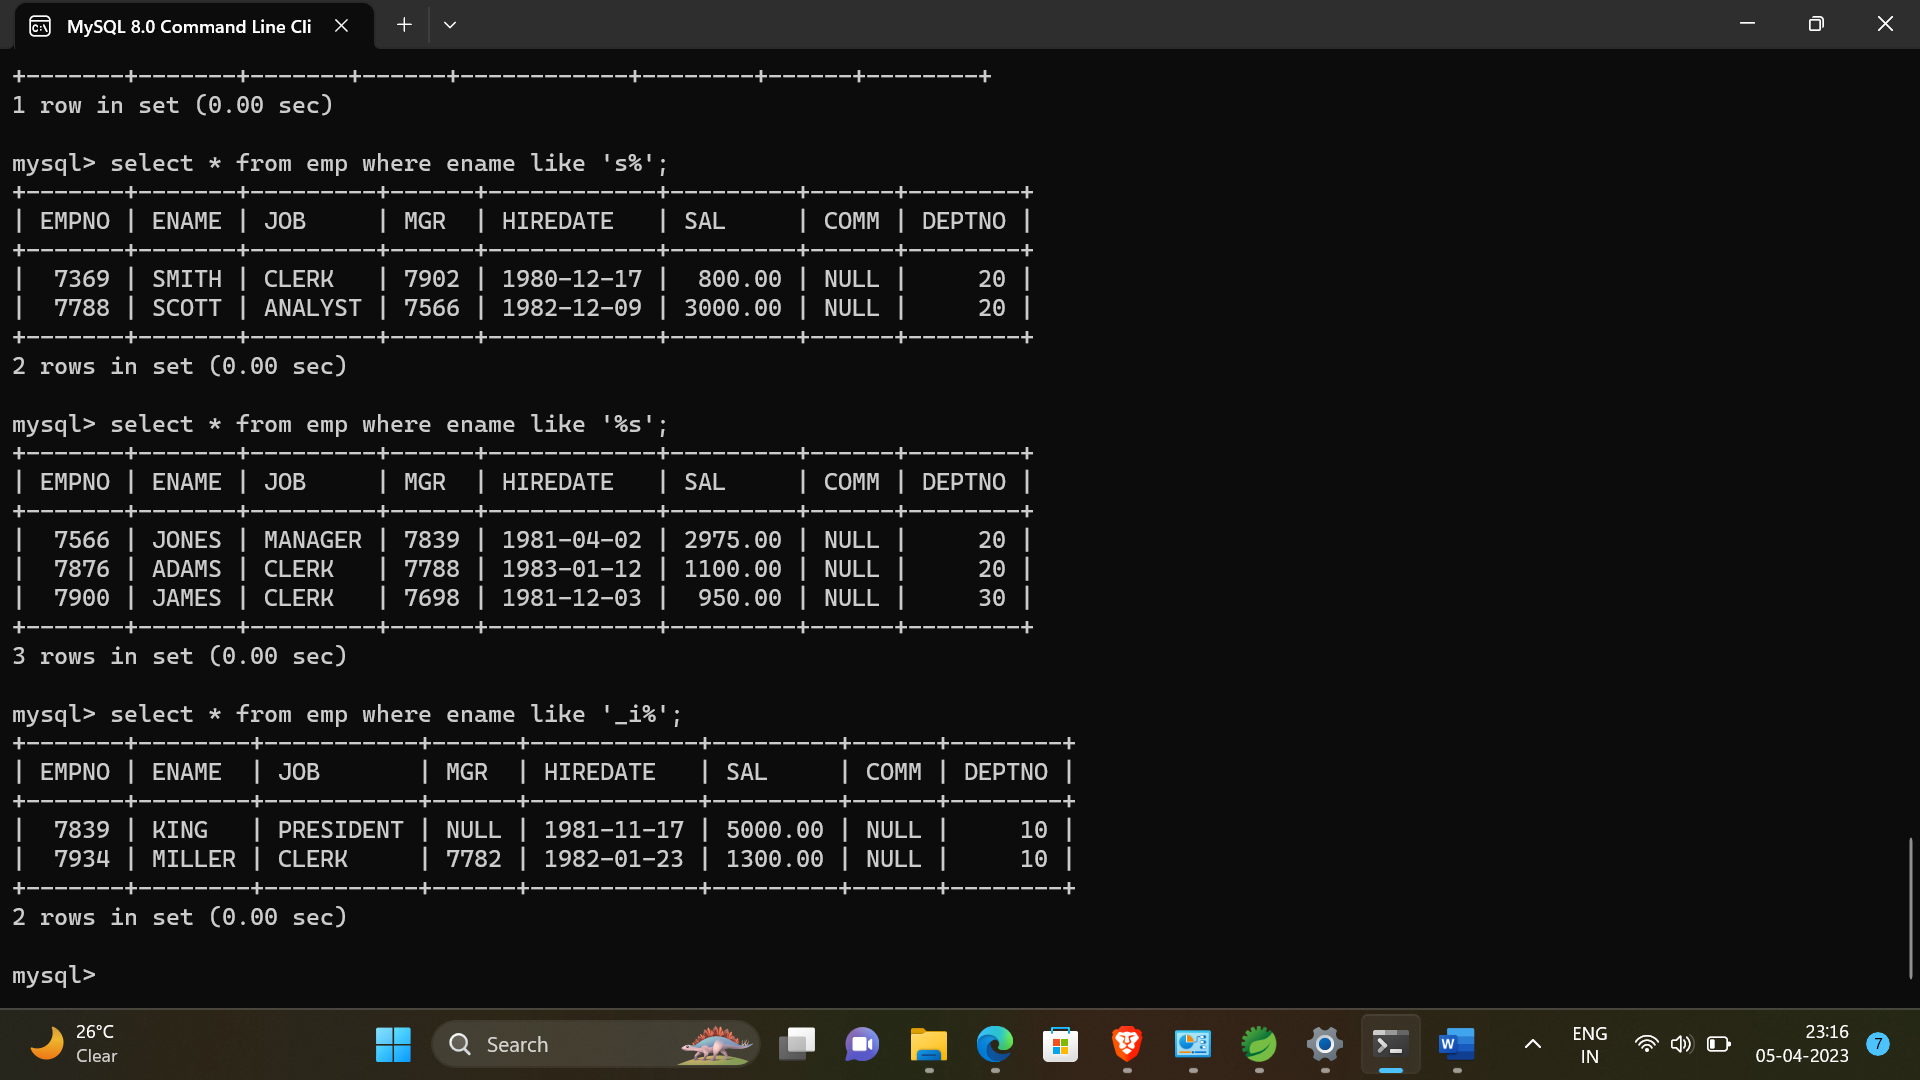 MySQL 8.0 Command Line Cli
+-------+-------+-------+------+------------+--------+------+--------+
1 row in set (0.00 sec)
mysql> select * from emp where ename like 's%';
+-------+-------+---------+------+------------+---------+------+--------+
| EMPNO | ENAME | JOB     | MGR  | HIREDATE   | SAL     | COMM | DEPTNO |
+-------+-------+---------+------+------------+---------+------+--------+
|  7369 | SMITH | CLERK   | 7902 | 1980-12-17 |  800.00 | NULL |     20 |
|  7788 | SCOTT | ANALYST | 7566 | 1982-12-09 | 3000.00 | NULL |     20 |
+-------+-------+---------+------+------------+---------+------+--------+
2 rows in set (0.00 sec)
mysql> select * from emp where ename like '%s';
+-------+-------+---------+------+------------+---------+------+--------+
| EMPNO | ENAME | JOB     | MGR  | HIREDATE   | SAL     | COMM | DEPTNO |
+-------+-------+---------+------+------------+---------+------+--------+
|  7566 | JONES | MANAGER | 7839 | 1981-04-02 | 2975.00 | NULL |     20 |
|  7876 | ADAMS | CLERK   | 7788 | 1983-01-12 | 1100.00 | NULL |     20 |
|  7900 | JAMES | CLERK   | 7698 | 1981-12-03 |  950.00 | NULL |     30 |
+-------+-------+---------+------+------------+---------+------+--------+
3 rows in set (0.00 sec)
mysql> select * from emp where ename like '_i%';
+-------+--------+-----------+------+------------+---------+------+--------+
| EMPNO | ENAME  | JOB       | MGR  | HIREDATE   | SAL     | COMM | DEPTNO |
+-------+--------+-----------+------+------------+---------+------+--------+
|  7839 | KING   | PRESIDENT | NULL | 1981-11-17 | 5000.00 | NULL |     10 |
|  7934 | MILLER | CLERK     | 7782 | 1982-01-23 | 1300.00 | NULL |     10 |
+-------+--------+-----------+------+------------+---------+------+--------+
2 rows in set (0.00 sec)
mysql>
26°C
Clear
Search
W
ENG
IN
23:16
05-04-2023
7